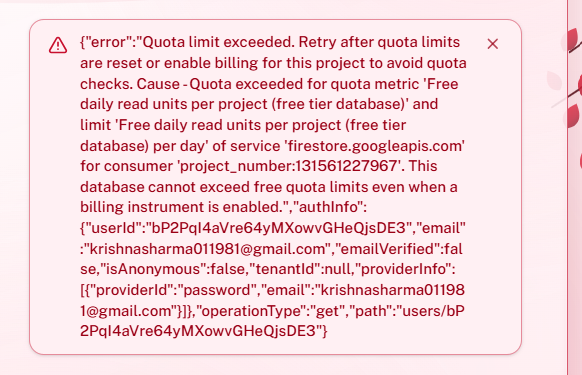 {"error":"Quota limit exceeded. Retry after quota limits
are reset or enable billing for this project to avoid quota
checks. Cause - Quota exceeded for quota metric 'Free
daily read units per project (free tier database)' and
limit 'Free daily read units per project (free tier
database) per day' of service 'firestore.googleapis.com'
for consumer 'project_number:131561227967'. This
database cannot exceed free quota limits even when a
billing instrument is enabled.","authInfo":
{"userId":"bP2PqI4aVre64yMXowvGHeQjsDE3","email"
:"krishnasharma011981@gmail.com","emailVerified":fal
se,"isAnonymous":false,"tenantId":null,"providerInfo":
[{"providerId":"password","email":"krishnasharma01198
1@gmail.com"}]},"operationType":"get","path":"users/bP
2PqI4aVre64yMXowvGHeQjsDE3"}